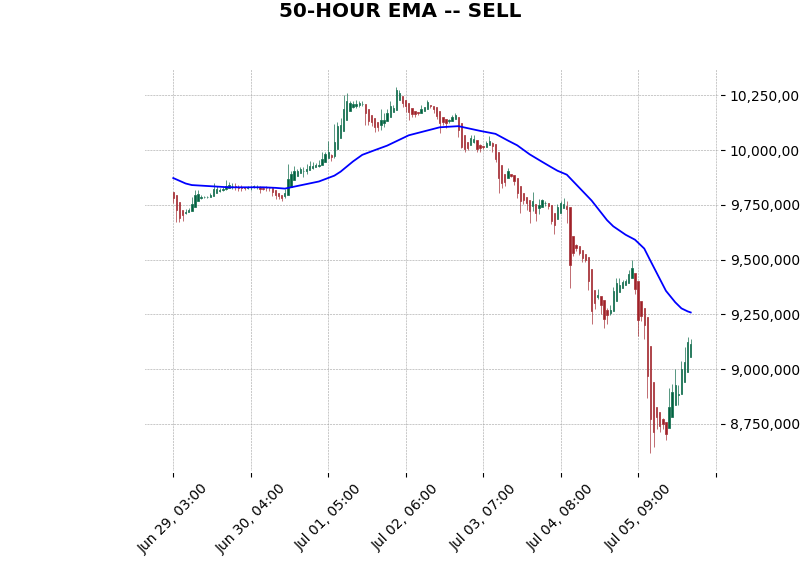 50-HOUR EMA -- SELL
10,250,00
10,000,00
9,750,000
9,500,000
9,250,000
9,000,000
8,750,000
Jun 29, 03:00
Jun 30, 04:00
Jul 01, 05:00
Jul 02, 06:00
Jul 03, 07:00
Jul 04, 08:00
Jul 05, 09:00